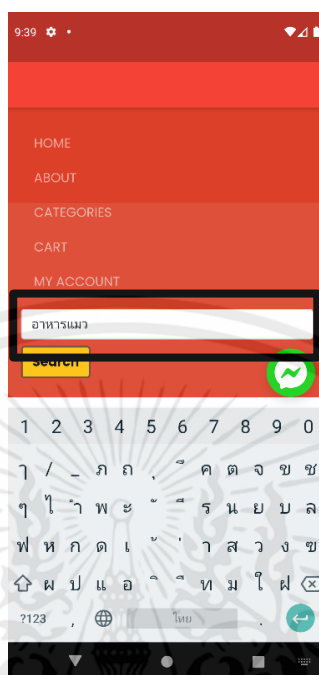 9:39
HOME
ABOUT
CATEGORIES
CART
MY ACCOUNT
อาหารแมว
Search
1 2 3 4 5 6 7 8 9 0
ๅ / _ ภ ถ ุ ึ ค ต จ ข ช
ๆ ไ ำ พ ะ ั ี ร น ย บ ล
ฟ ห ก ด เ ้ ่ า ส ว ง ฃ
ผ ป แ อ ิ ื ท ม ใ ฝ
?123 , ไทย .